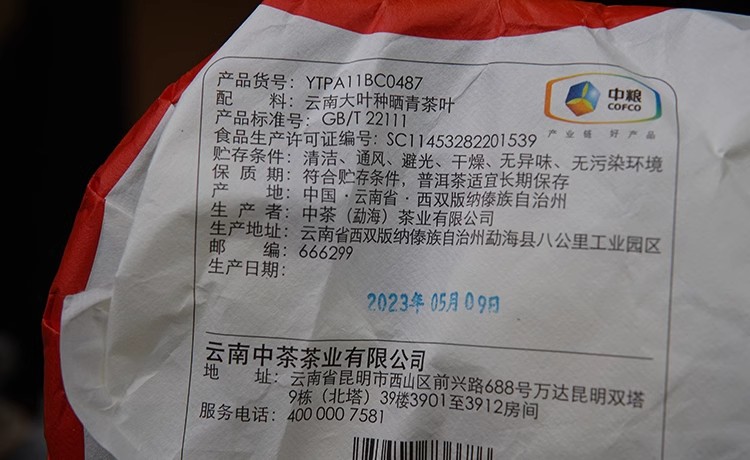 产品货号：YTPA11BC0487
配 料：云南大叶种晒青茶叶
产品标准号：GB/T 22111
食品生产许可证编号：SC11453282201539
贮存条件：清洁、通风、避光、干燥、无异味、无污染环境
保 质 期：符合贮存条件，普洱茶适宜长期保存
产 地：中国·云南省·西双版纳傣族自治州
生 产 者：中茶（勐海）茶业有限公司
生产地址：云南省西双版纳傣族自治州勐海县八公里工业园区
邮 编：666299
生产日期：
2023年05月09日
中粮
COFCO
产业链 好产品
云南中茶茶业有限公司
地 址：云南省昆明市西山区前兴路688号万达昆明双塔
9栋（北塔）39楼3901至3912房间
服务电话：400 000 7581